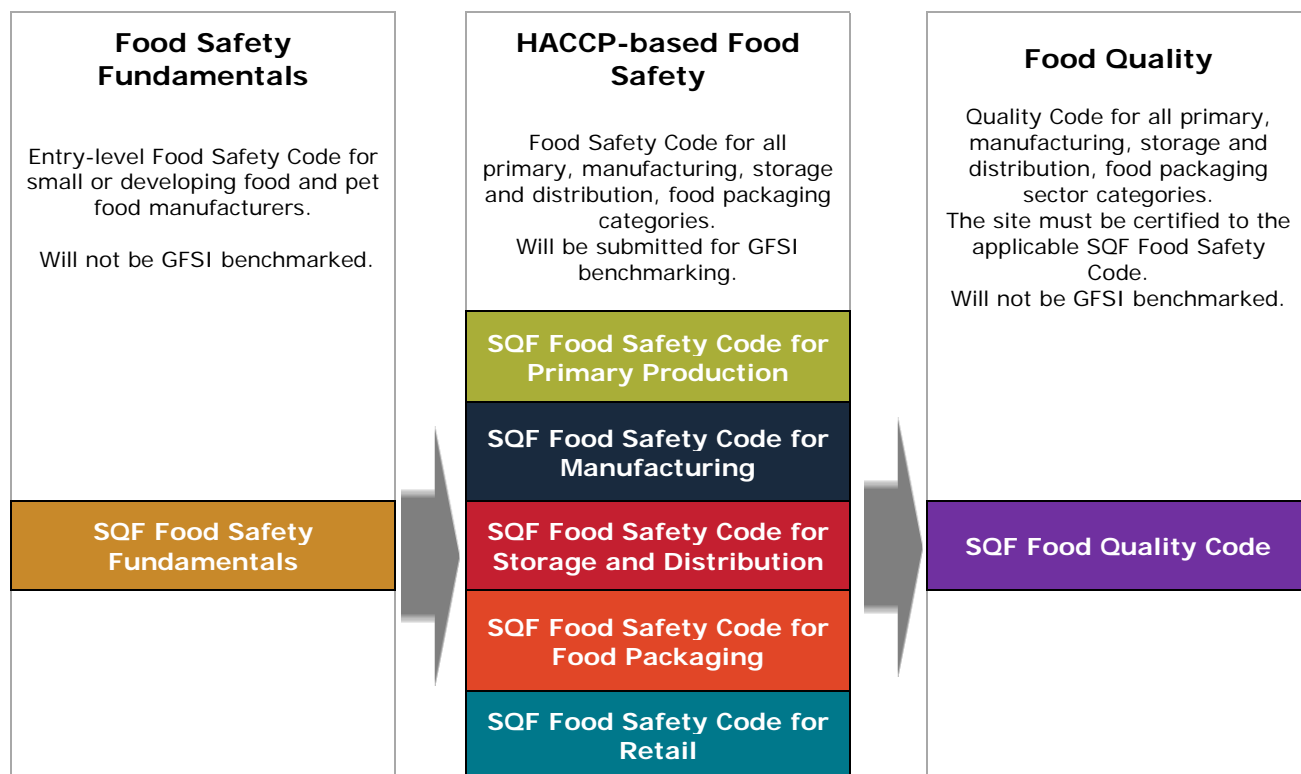 Food Safety
Fundamentals
Entry-level Food Safety Code for
small or developing food and pet
food manufacturers.
Will not be GFSI benchmarked.
SQF Food Safety
Fundamentals
HACCP-based Food
Safety
Food Safety Code for all
primary, manufacturing, storage
and distribution, food packaging
categories.
Will be submitted for GFSI
benchmarking.
SQF Food Safety Code for
Primary Production
SQF Food Safety Code for
Manufacturing
SQF Food Safety Code for
Storage and Distribution
SQF Food Safety Code for
Food Packaging
SQF Food Safety Code for
Retail
Food Quality
Quality Code for all primary,
manufacturing, storage and
distribution, food packaging
sector categories.
The site must be certified to the
applicable SQF Food Safety
Code.
Will not be GFSI benchmarked.
SQF Food Quality Code